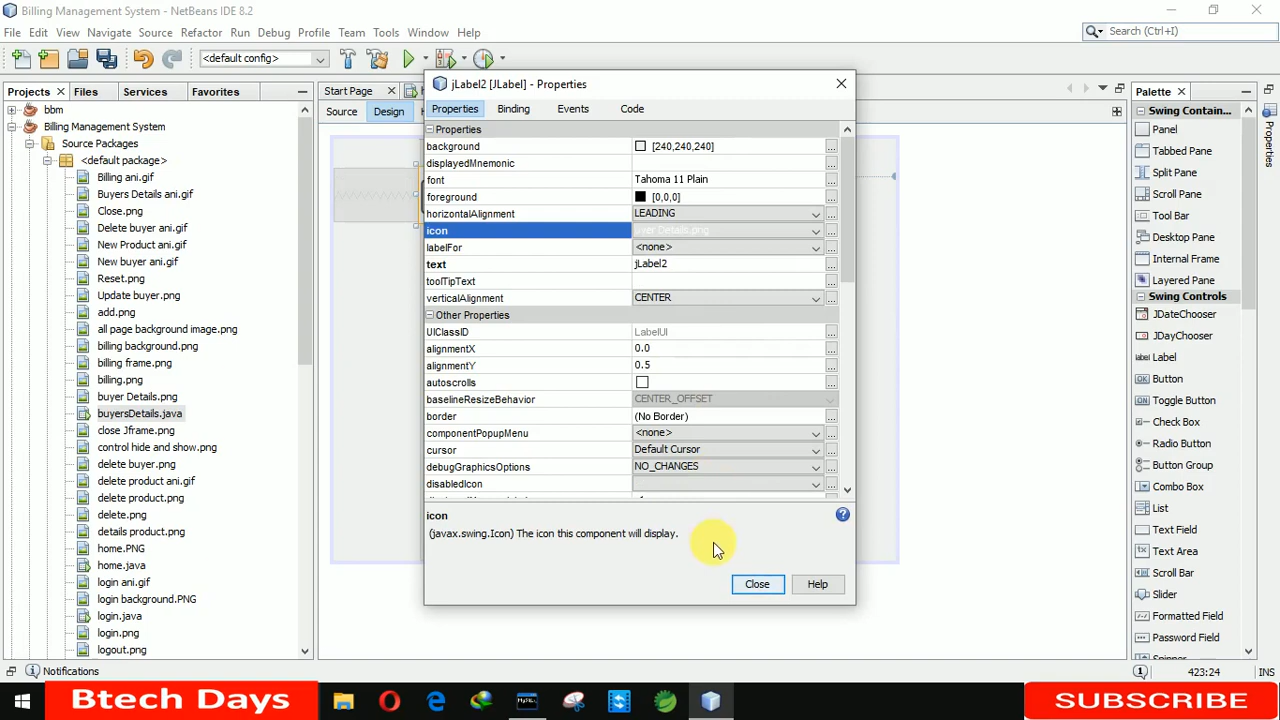 Billing Management System - NetBeans IDE 8.2
File Edit View Navigate Source Refactor Run Debug Profile Team Tools Window Help
Search (Ctrl+I)
<default config>
Projects Files Services Favorites
bbm
Billing Management System
Source Packages
<default package>
Billing ani.gif
Buyers Details ani.gif
Close.png
Delete buyer ani.gif
New Product ani.gif
New buyer ani.gif
Reset.png
Update buyer.png
add.png
all page background image.png
billing background.png
billing frame.png
billing.png
buyer Details.png
buyersDetails.java
close Jframe.png
control hide and show.png
delete buyer.png
delete product ani.gif
delete product.png
delete.png
details product.png
home.PNG
home.java
login ani.gif
login background.PNG
login.java
login.png
logout.png
Start Page
Source Design
jLabel2 [JLabel] - Properties
Properties Binding Events Code
Properties
background [240,240,240]
displayedMnemonic
font Tahoma 11 Plain
foreground [0,0,0]
horizontalAlignment LEADING
icon uyer Details.png
labelFor <none>
text jLabel2
toolTipText
verticalAlignment CENTER
Other Properties
UIClassID LabelUI
alignmentX 0.0
alignmentY 0.5
autoscrolls
baselineResizeBehavior CENTER_OFFSET
border (No Border)
componentPopupMenu <none>
cursor Default Cursor
debugGraphicsOptions NO_CHANGES
disabledIcon
icon
(javax.swing.Icon) The icon this component will display.
Close Help
Palette
Swing Contain...
Panel
Tabbed Pane
Split Pane
Scroll Pane
Tool Bar
Desktop Pane
Internal Frame
Layered Pane
Swing Controls
JDateChooser
JDayChooser
Label
Button
Toggle Button
Check Box
Radio Button
Button Group
Combo Box
List
Text Field
Text Area
Scroll Bar
Slider
Formatted Field
Password Field
Spinner
Properties
Notifications
423:24 INS
Btech Days
SUBSCRIBE